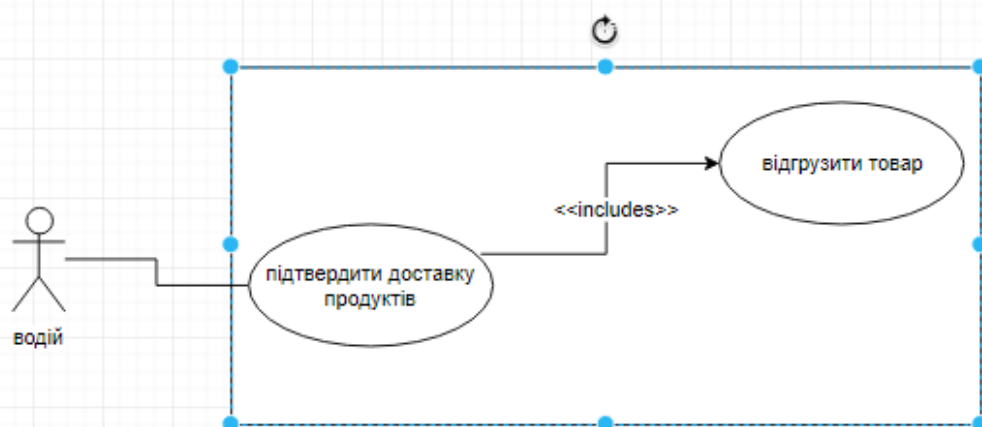 відгрузити товар
<<includes>>
підтвердити доставку
продуктів
водій